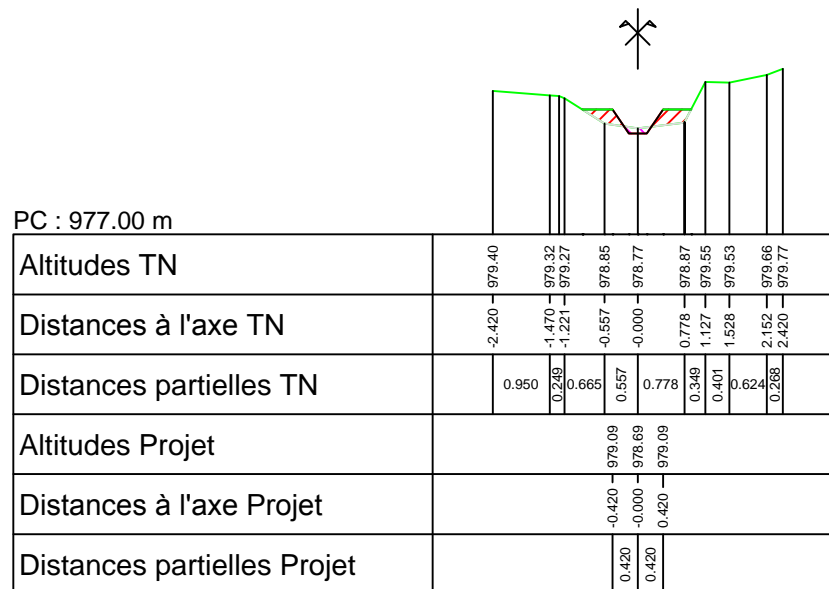 PC : 977.00 m
Altitudes TN 979.40 979.32 979.27 978.85 978.77 978.87 979.55 979.53 979.66 979.77
Distances à l'axe TN -2.420 -1.470 -1.221 -0.557 -0.000 0.778 1.127 1.528 2.152 2.420
Distances partielles TN 0.950 0.249 0.665 0.557 0.778 0.349 0.401 0.624 0.268
Altitudes Projet 979.09 978.69 979.09
Distances à l'axe Projet -0.420 -0.000 0.420
Distances partielles Projet 0.420 0.420